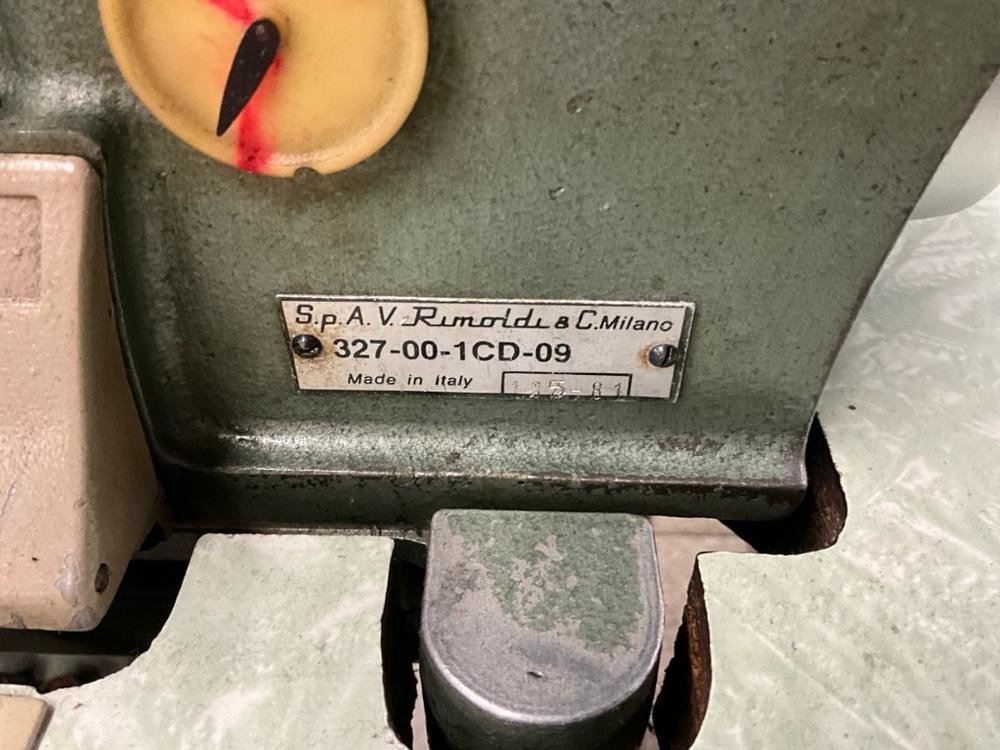 S.p.A. V. Rimoldi & C. Milano
327-00-1CD-09
Made in Italy